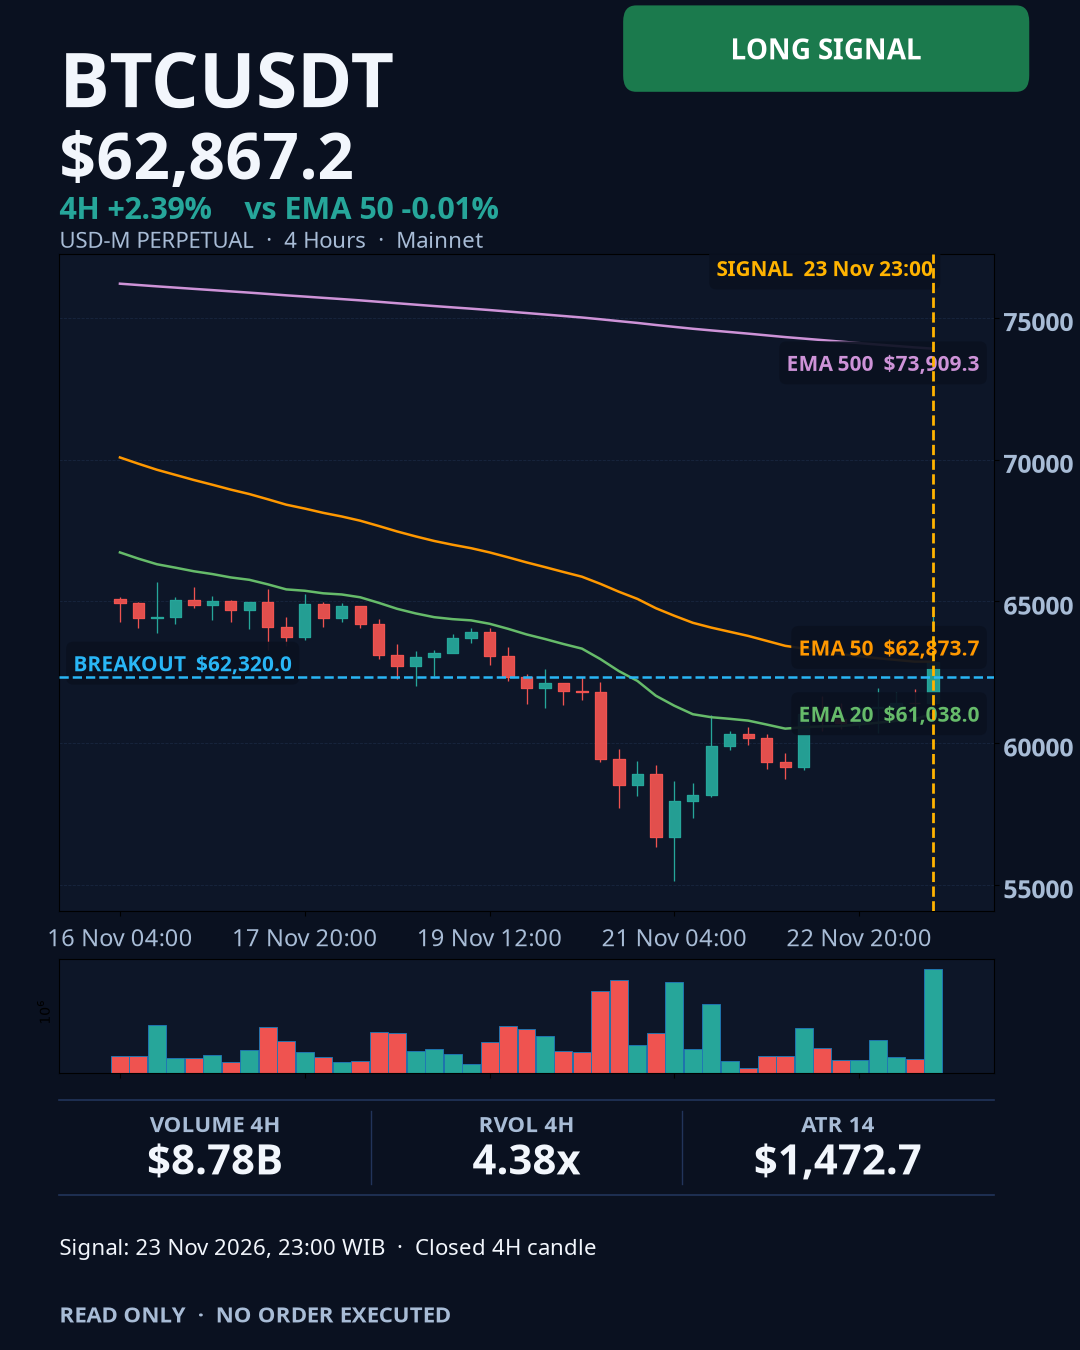 LONG SIGNAL
BTCUSDT
$62,867.2
4H +2.39% vs EMA 50 -0.01%
USD-M PERPETUAL · 4 Hours · Mainnet
SIGNAL 23 Nov 23:00
75000
EMA 500 $73,909.3
70000
65000
EMA 50 $62,873.7
BREAKOUT $62,320.0
EMA 20 $61,038.0
60000
55000
16 Nov 04:00 17 Nov 20:00 19 Nov 12:00 21 Nov 04:00 22 Nov 20:00
10⁶
VOLUME 4H RVOL 4H ATR 14
$8.78B 4.38x $1,472.7
Signal: 23 Nov 2026, 23:00 WIB · Closed 4H candle
READ ONLY · NO ORDER EXECUTED